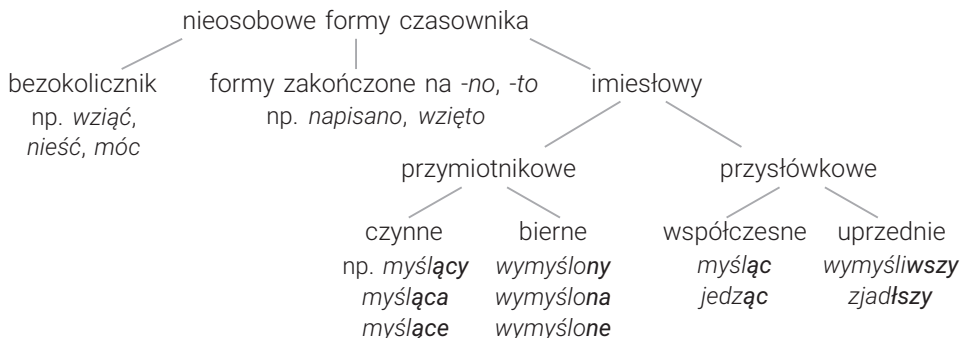 nieosobowe formy czasownika
bezokolicznik formy zakończone na -no, -to imiesłowy
np. wziąć, np. napisano, wzięto
nieść, móc
przymiotnikowe przysłówkowe
czynne bierne współczesne uprzednie
np. myślący wymyślony myśląc wymyśliwszy
myśląca wymyślona jedząc zjadłszy
myślące wymyślone